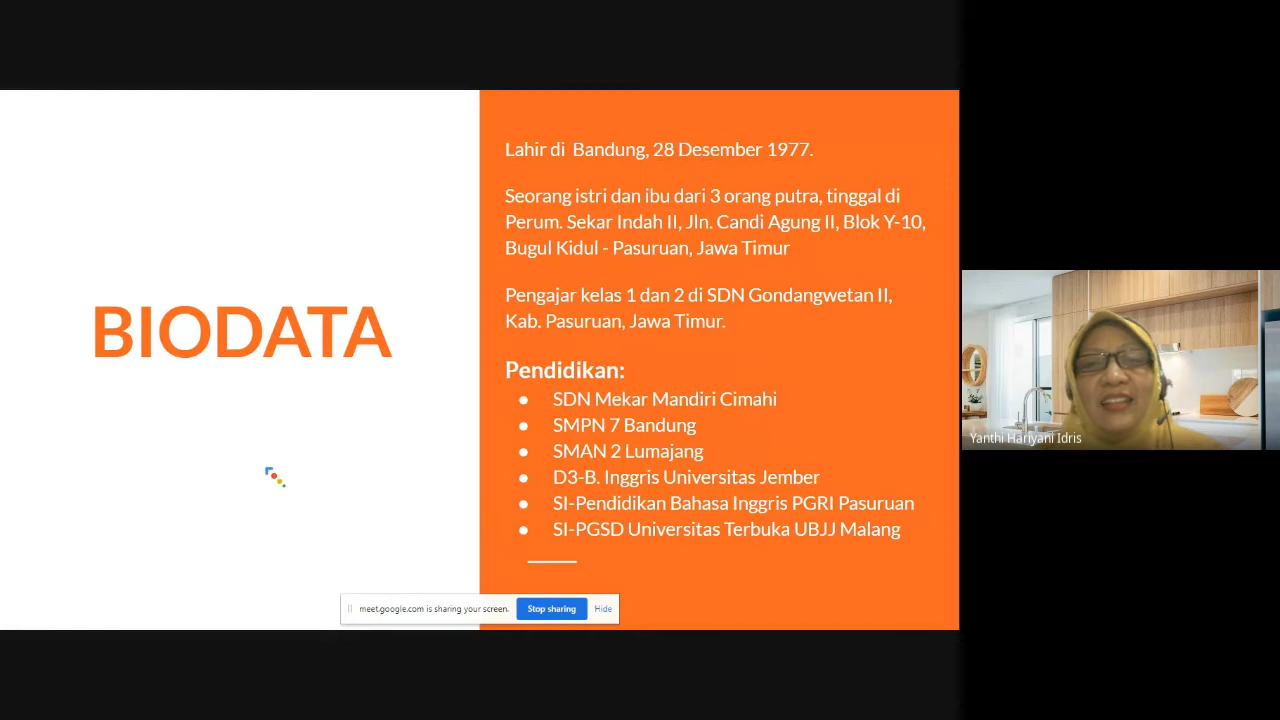 BIODATA
Lahir di Bandung, 28 Desember 1977.
Seorang istri dan ibu dari 3 orang putra, tinggal di
Perum. Sekar Indah II, Jln. Candi Agung II, Blok Y-10,
Bugul Kidul - Pasuruan, Jawa Timur
Pengajar kelas 1 dan 2 di SDN Gondangwetan II,
Kab. Pasuruan, Jawa Timur.
Pendidikan:
● SDN Mekar Mandiri Cimahi
● SMPN 7 Bandung
● SMAN 2 Lumajang
● D3-B. Inggris Universitas Jember
● SI-Pendidikan Bahasa Inggris PGRI Pasuruan
● SI-PGSD Universitas Terbuka UBJJ Malang
meet.google.com is sharing your screen.
Stop sharing
Hide
Yanthi Hariyani Idris